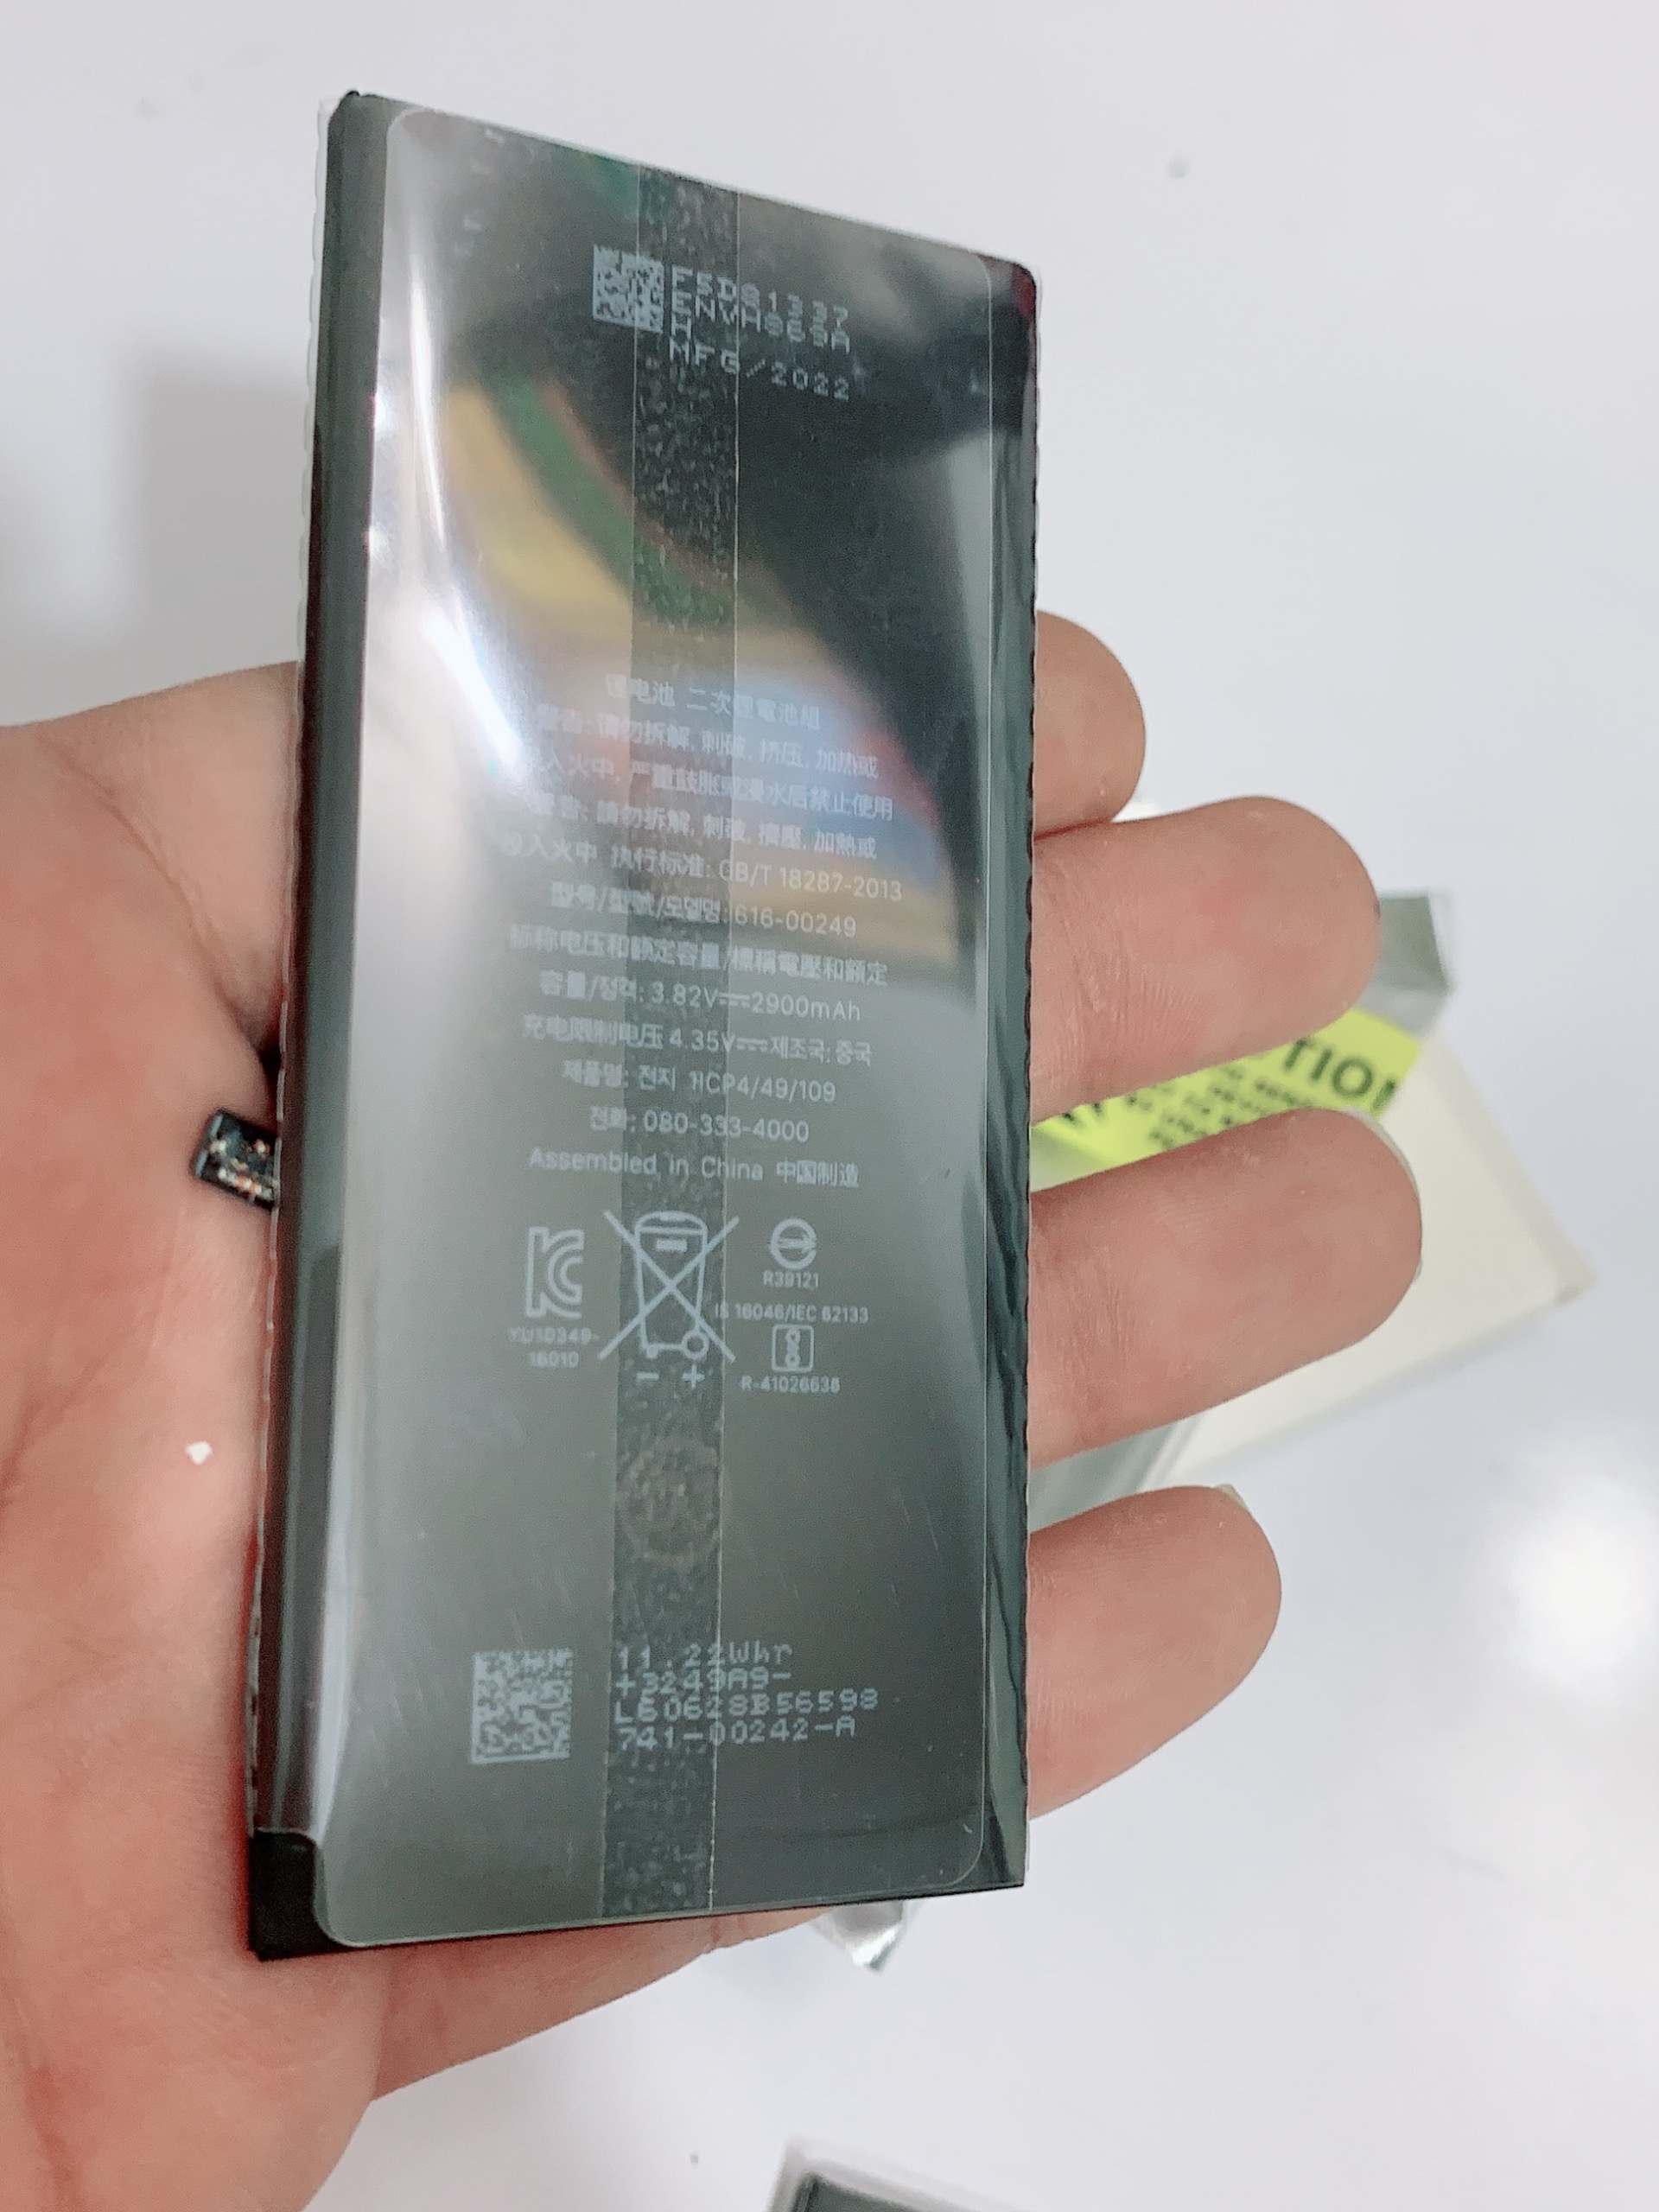 F5D81337
ENVH969A
H
MFG/2022
锂电池 二次鋰電池組
警告: 请勿拆解, 刺破, 挤压, 加热或
投入火中, 严重鼓胀或浸水后禁止使用
警告: 請勿拆解, 刺破, 擠壓, 加熱或
投入火中 执行标准: GB/T 18287-2013
型号/型號/모델명: 616-00249
标称电压和额定容量/標稱電壓和額定
容量/정격: 3.82V⎓2900mAh
充电限制电压 4.35V⎓제조국: 중국
제품명: 전지 1ICP4/49/109
전화: 080-333-4000
Assembled in China 中国制造
YU10349-
16010
R39121
IS 16046/IEC 62133
R-41026638
11.22Whr
+3249A9-
L60628B56598
741-00242-A